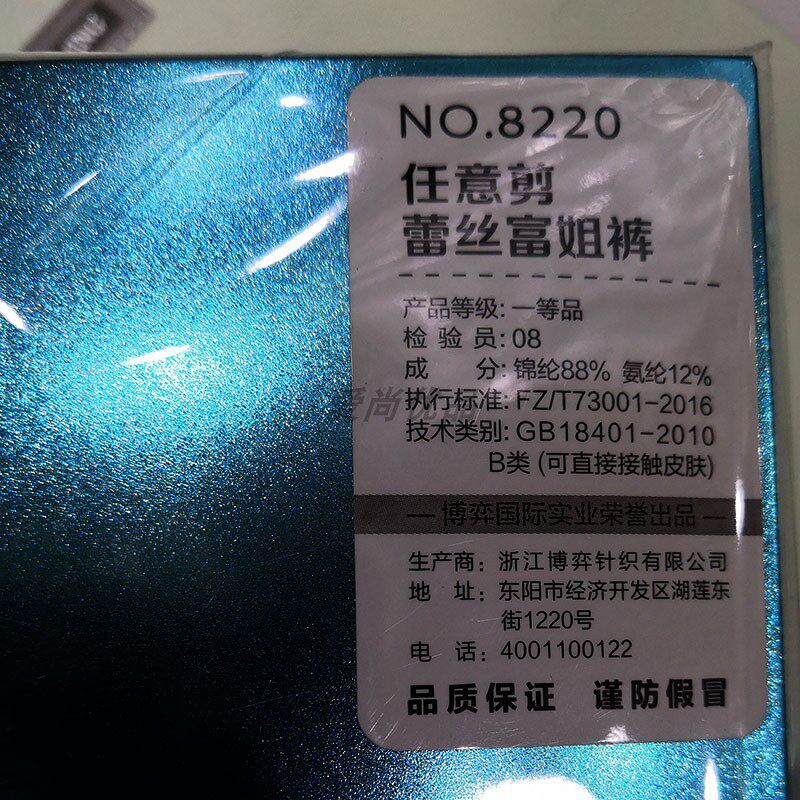 NO.8220
任意剪
蕾丝富姐裤
产品等级: 一等品
检验员: 08
成分: 锦纶88% 氨纶12%
执行标准: FZ/T73001-2016
技术类别: GB18401-2010
B类 (可直接接触皮肤)
— 博弈国际实业荣誉出品 —
生产商: 浙江博弈针织有限公司
地址: 东阳市经济开发区湖莲东
街1220号
电话: 4001100122
品质保证 谨防假冒